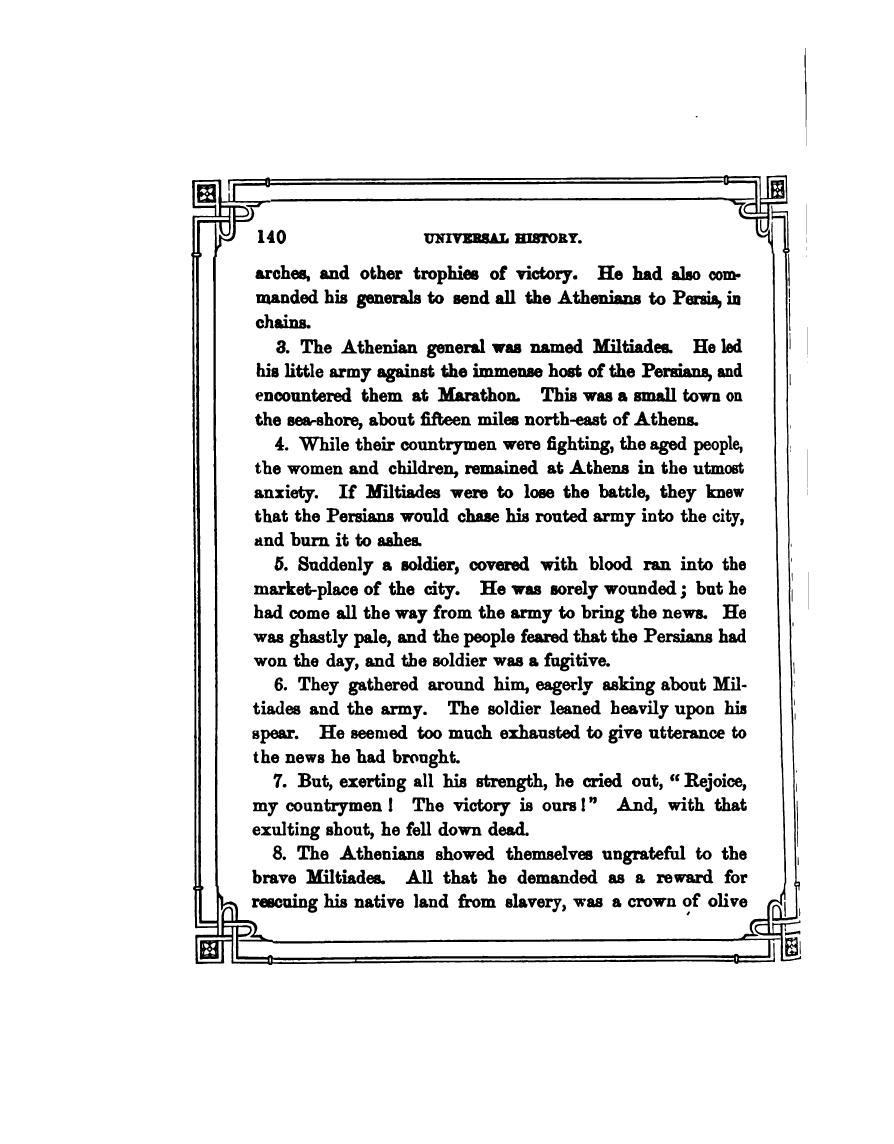 140 UNIVERSAL HISTORY.
arches, and other trophies of victory. He had also com-
manded his generals to send all the Athenians to Persia, in
chains.
3. The Athenian general was named Miltiades. He led
his little army against the immense host of the Persians, and
encountered them at Marathon. This was a small town on
the sea-shore, about fifteen miles north-east of Athens.
4. While their countrymen were fighting, the aged people,
the women and children, remained at Athens in the utmost
anxiety. If Miltiades were to lose the battle, they knew
that the Persians would chase his routed army into the city,
and burn it to ashes.
5. Suddenly a soldier, covered with blood ran into the
market-place of the city. He was sorely wounded; but he
had come all the way from the army to bring the news. He
was ghastly pale, and the people feared that the Persians had
won the day, and the soldier was a fugitive.
6. They gathered around him, eagerly asking about Mil-
tiades and the army. The soldier leaned heavily upon his
spear. He seemed too much exhausted to give utterance to
the news he had brought.
7. But, exerting all his strength, he cried out, "Rejoice,
my countrymen! The victory is ours!" And, with that
exulting shout, he fell down dead.
8. The Athenians showed themselves ungrateful to the
brave Miltiades. All that he demanded as a reward for
rescuing his native land from slavery, was a crown of olive